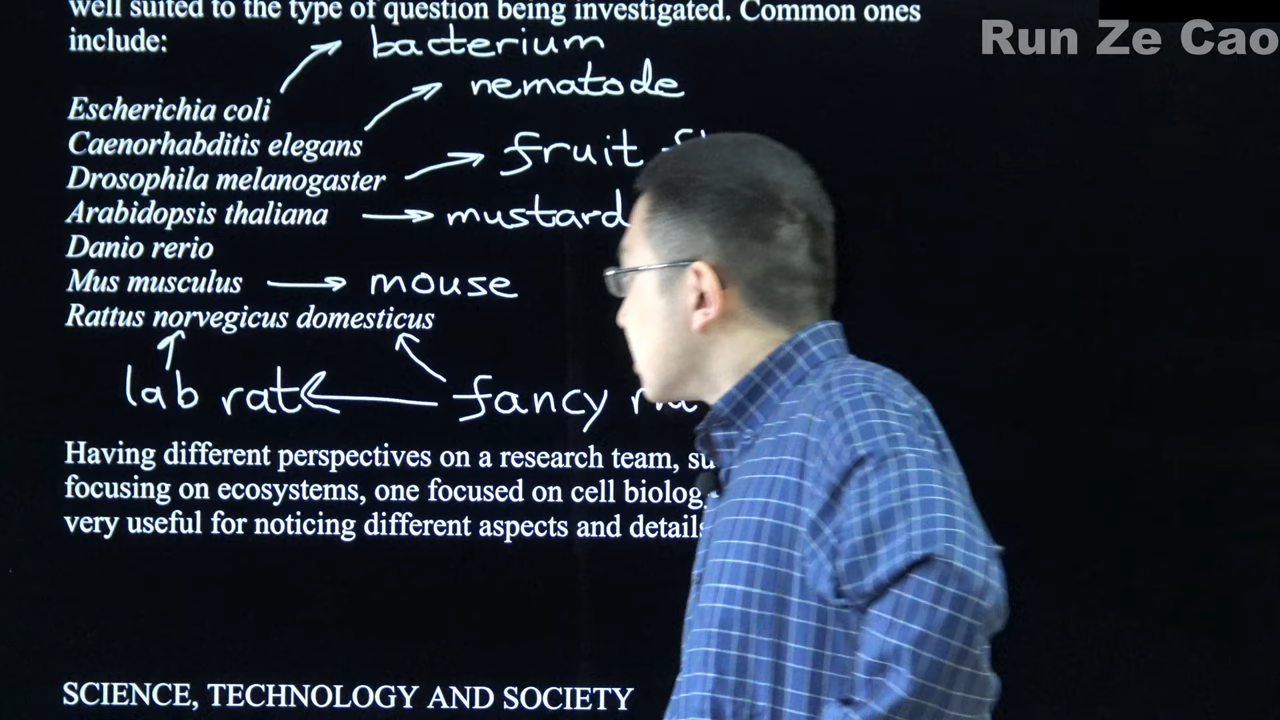 well suited to the type of question being investigated. Common ones
Run Ze Cao
include:
bacterium
nematode
Escherichia coli
Caenorhabditis elegans
fruit
Drosophila melanogaster
Arabidopsis thaliana
mustard
Danio rerio
Mus musculus
mouse
Rattus norvegicus domesticus
lab rat
fancy
Having different perspectives on a research team,
focusing on ecosystems, one focused on cell
very useful for noticing different aspects and
SCIENCE, TECHNOLOGY AND SOCIETY